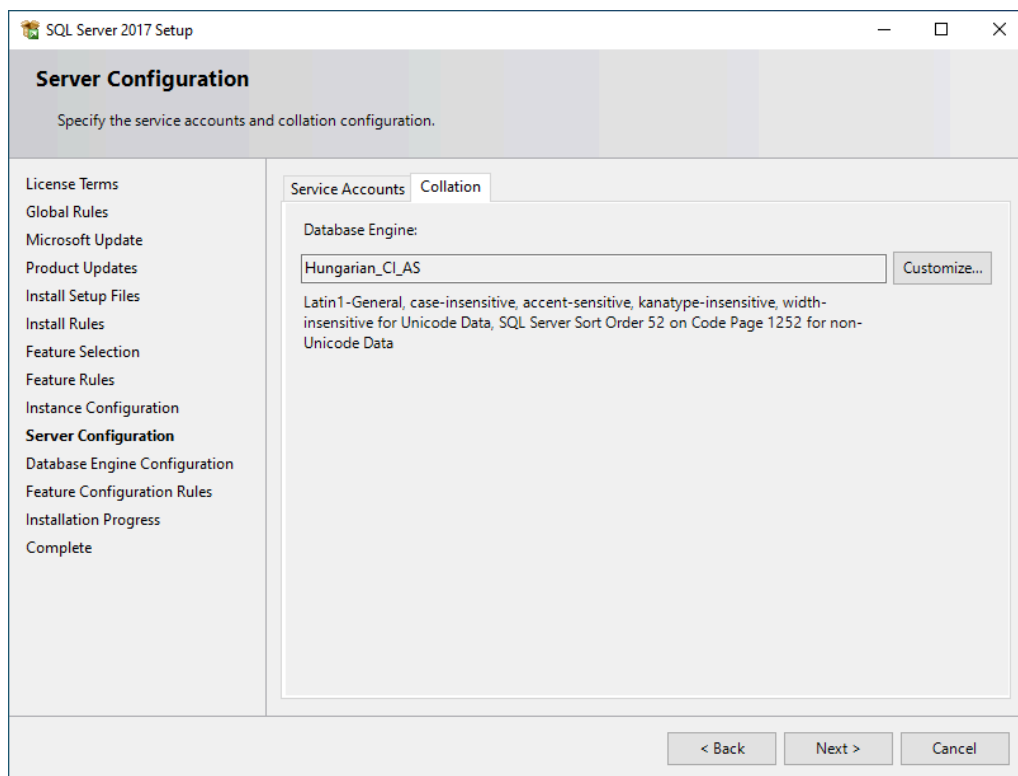 SQL Server 2017 Setup
Server Configuration
Specify the service accounts and collation configuration.
License Terms
Global Rules
Microsoft Update
Product Updates
Install Setup Files
Install Rules
Feature Selection
Feature Rules
Instance Configuration
Server Configuration
Database Engine Configuration
Feature Configuration Rules
Installation Progress
Complete
Service Accounts
Collation
Database Engine:
Hungarian_CI_AS
Customize...
Latin1-General, case-insensitive, accent-sensitive, kanatype-insensitive, width-
insensitive for Unicode Data, SQL Server Sort Order 52 on Code Page 1252 for non-
Unicode Data
< Back
Next >
Cancel